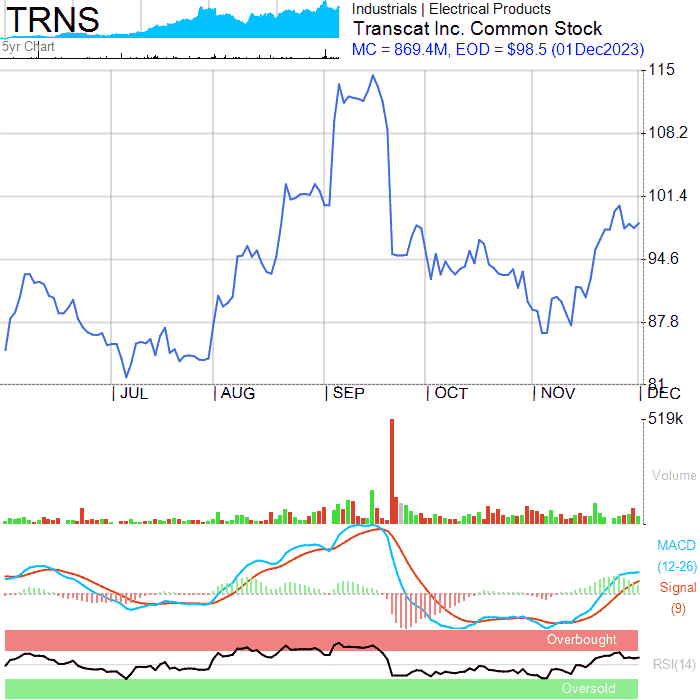 TRNS
5yr Chart
Industrials | Electrical Products
Transcat Inc. Common Stock
MC = 869.4M, EOD = $98.5 (01Dec2023)
115
108.2
101.4
94.6
87.8
81
JUL
AUG
SEP
OCT
NOV
DEC
519k
Volume
MACD
(12-26)
Signal
(9)
Overbought
RSI(14)
Oversold